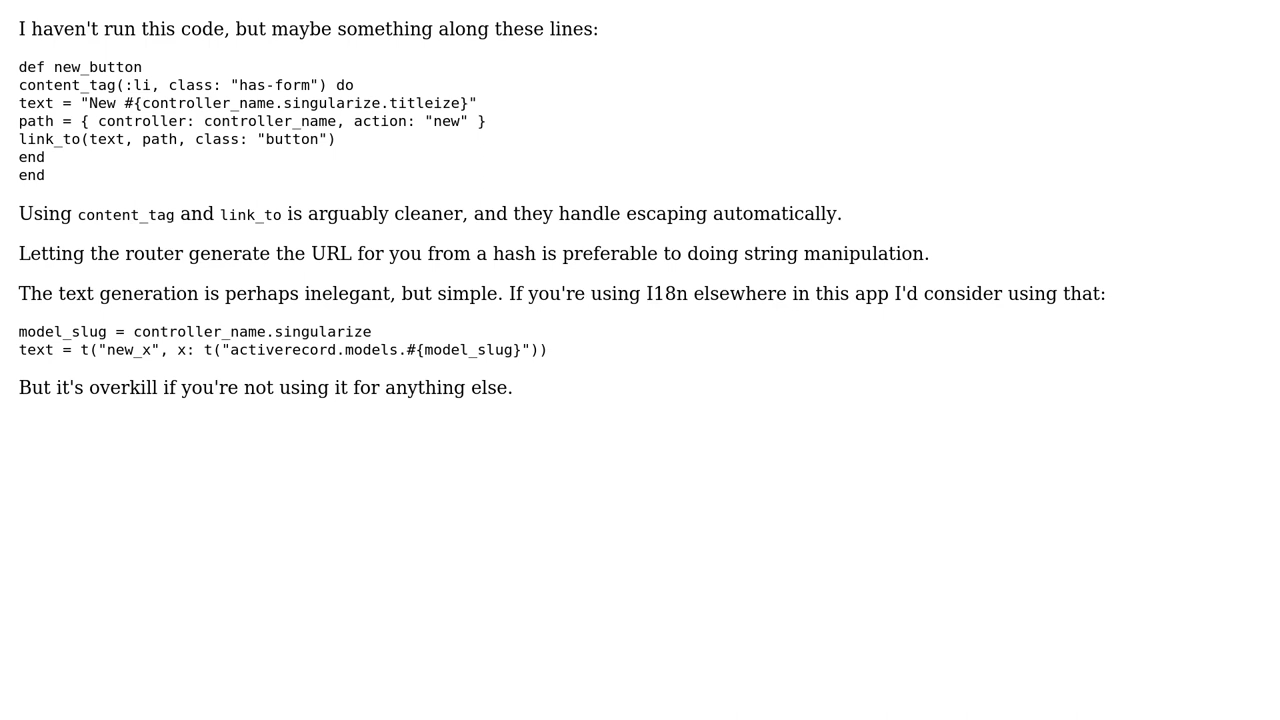 I haven't run this code, but maybe something along these lines:
def new_button
content_tag(:li, class: "has-form") do
text = "New #{controller_name.singularize.titleize}"
path = { controller: controller_name, action: "new" }
link_to(text, path, class: "button")
end
end
Using content_tag and link_to is arguably cleaner, and they handle escaping automatically.
Letting the router generate the URL for you from a hash is preferable to doing string manipulation.
The text generation is perhaps inelegant, but simple. If you're using I18n elsewhere in this app I'd consider using that:
model_slug = controller_name.singularize
text = t("new_x", x: t("activerecord.models.#{model_slug}"))
But it's overkill if you're not using it for anything else.